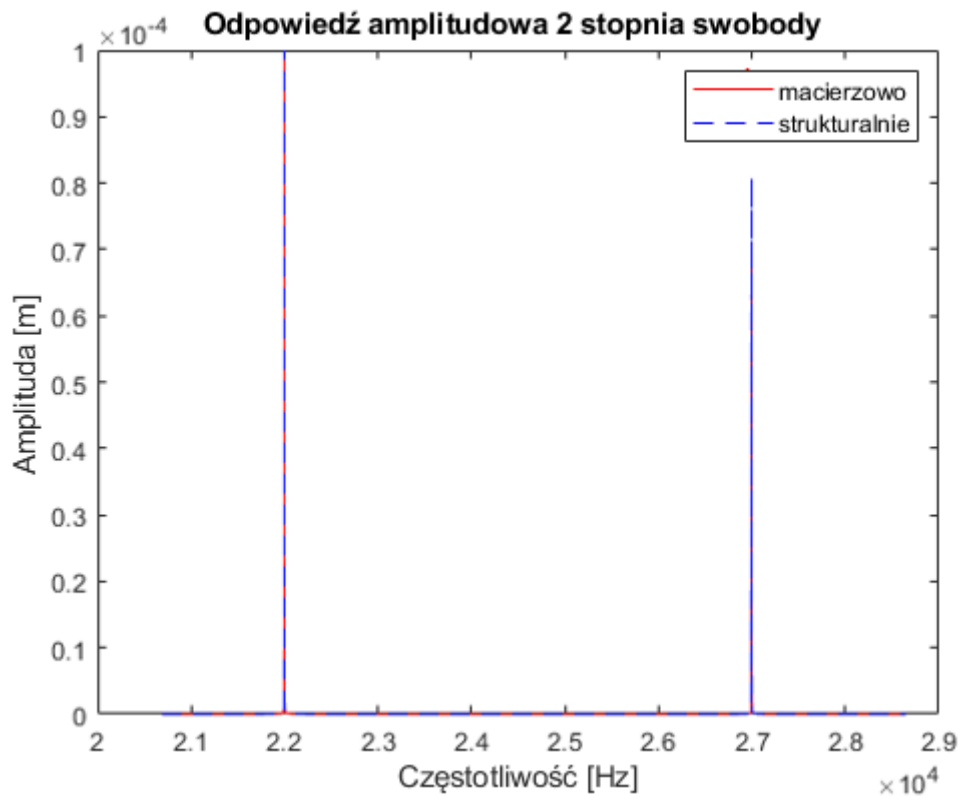 Odpowiedź amplitudowa 2 stopnia swobody
×10-4
1
0.9
0.8
0.7
0.6
0.5
0.4
0.3
0.2
0.1
0
Amplituda [m]
macierzowo
strukturalnie
2 2.1 2.2 2.3 2.4 2.5 2.6 2.7 2.8 2.9
Częstotliwość [Hz]
×104